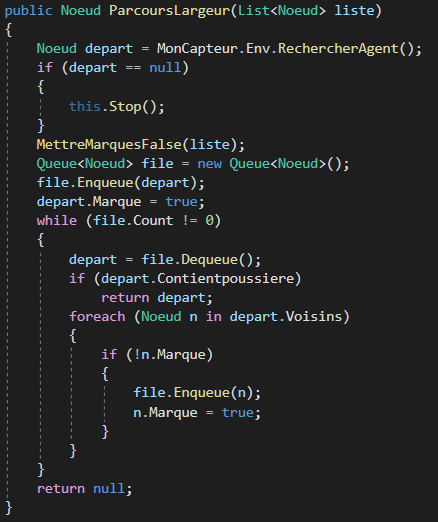 public Noeud ParcoursLargeur(List<Noeud> liste)
{
    Noeud depart = MonCapteur.Env.RechercherAgent();
    if (depart == null)
    {
        this.Stop();
    }
    MettreMarquesFalse(liste);
    Queue<Noeud> file = new Queue<Noeud>();
    file.Enqueue(depart);
    depart.Marque = true;
    while (file.Count != 0)
    {
        depart = file.Dequeue();
        if (depart.Contientpoussiere)
            return depart;
        foreach (Noeud n in depart.Voisins)
        {
            if (!n.Marque)
            {
                file.Enqueue(n);
                n.Marque = true;
            }
        }
    }
    return null;
}